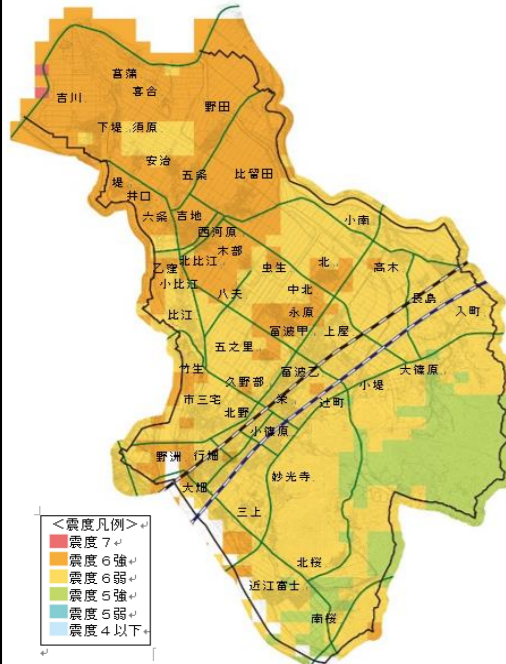 菖蒲
喜合
吉川
野田
下堤 須原
安治
五条
比留田
堤
井口
六条 吉地
小南
西河原
木部
乙窪 北比江
虫生 北
高木
小比江
八夫
中北
長島
比江
永原
入町
冨波甲 上屋
五之里
竹生
冨波乙
大篠原
久野部
小堤
市三宅
栄
辻町
北野
小篠原
野洲 行畑
大畑
妙光寺
三上
北桜
近江富士
南桜
<震度凡例>
震度7
震度6強
震度6弱
震度5強
震度5弱
震度4以下